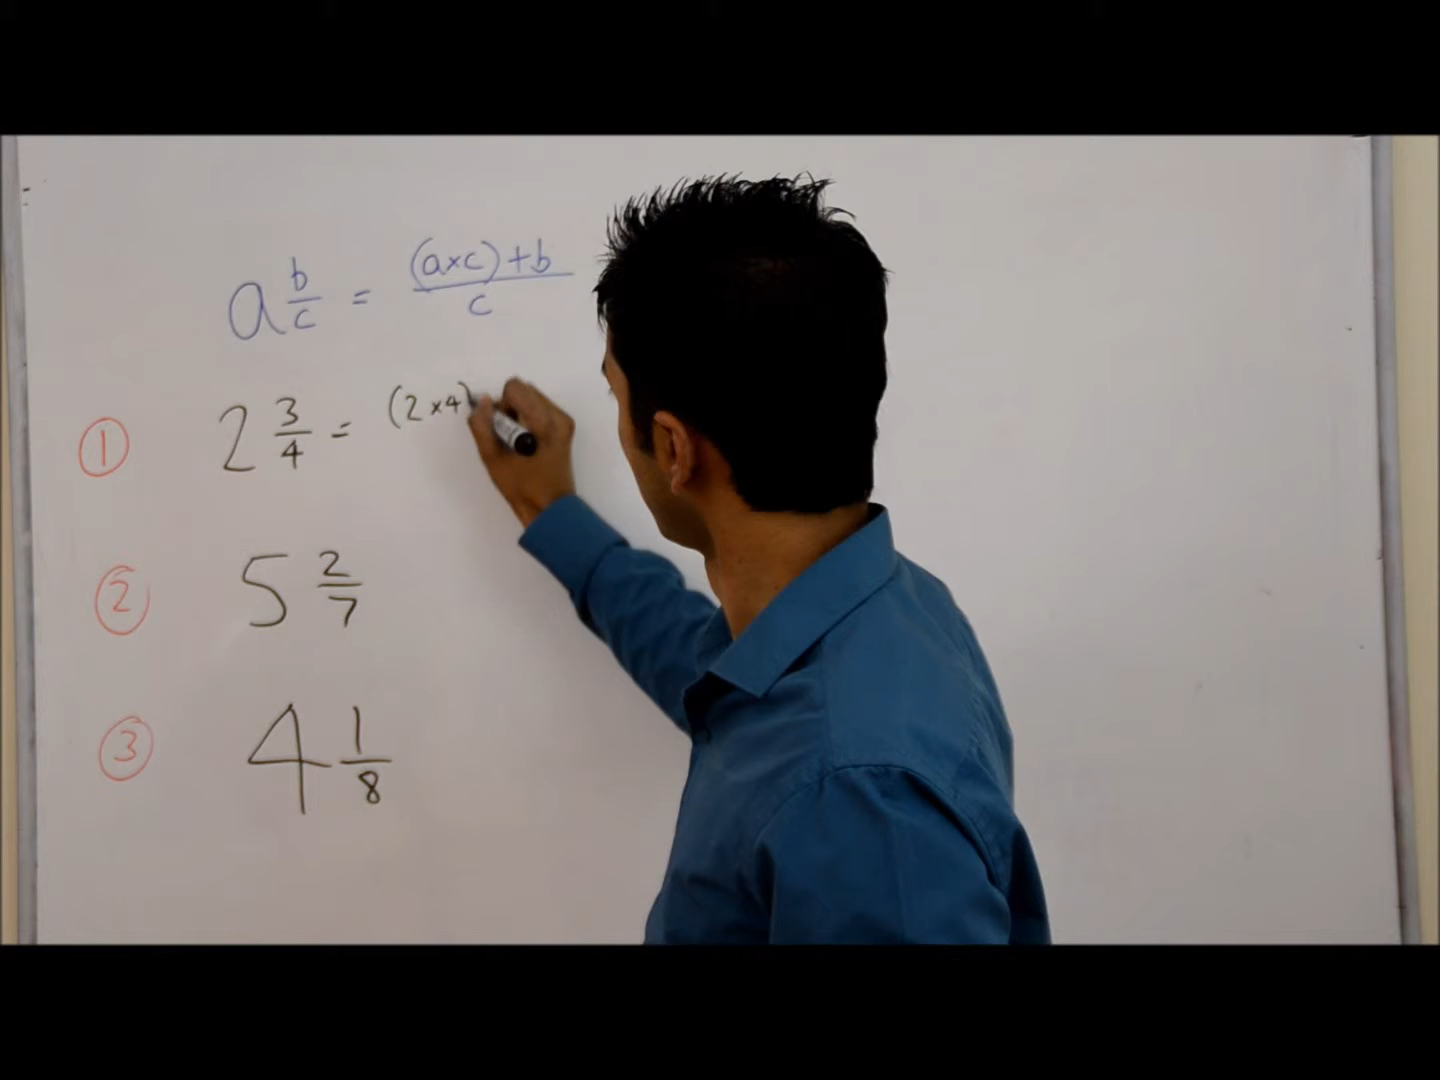 a b/c = (a×c)+b/c
① 2 3/4 = (2×4)
② 5 2/7
③ 4 1/8